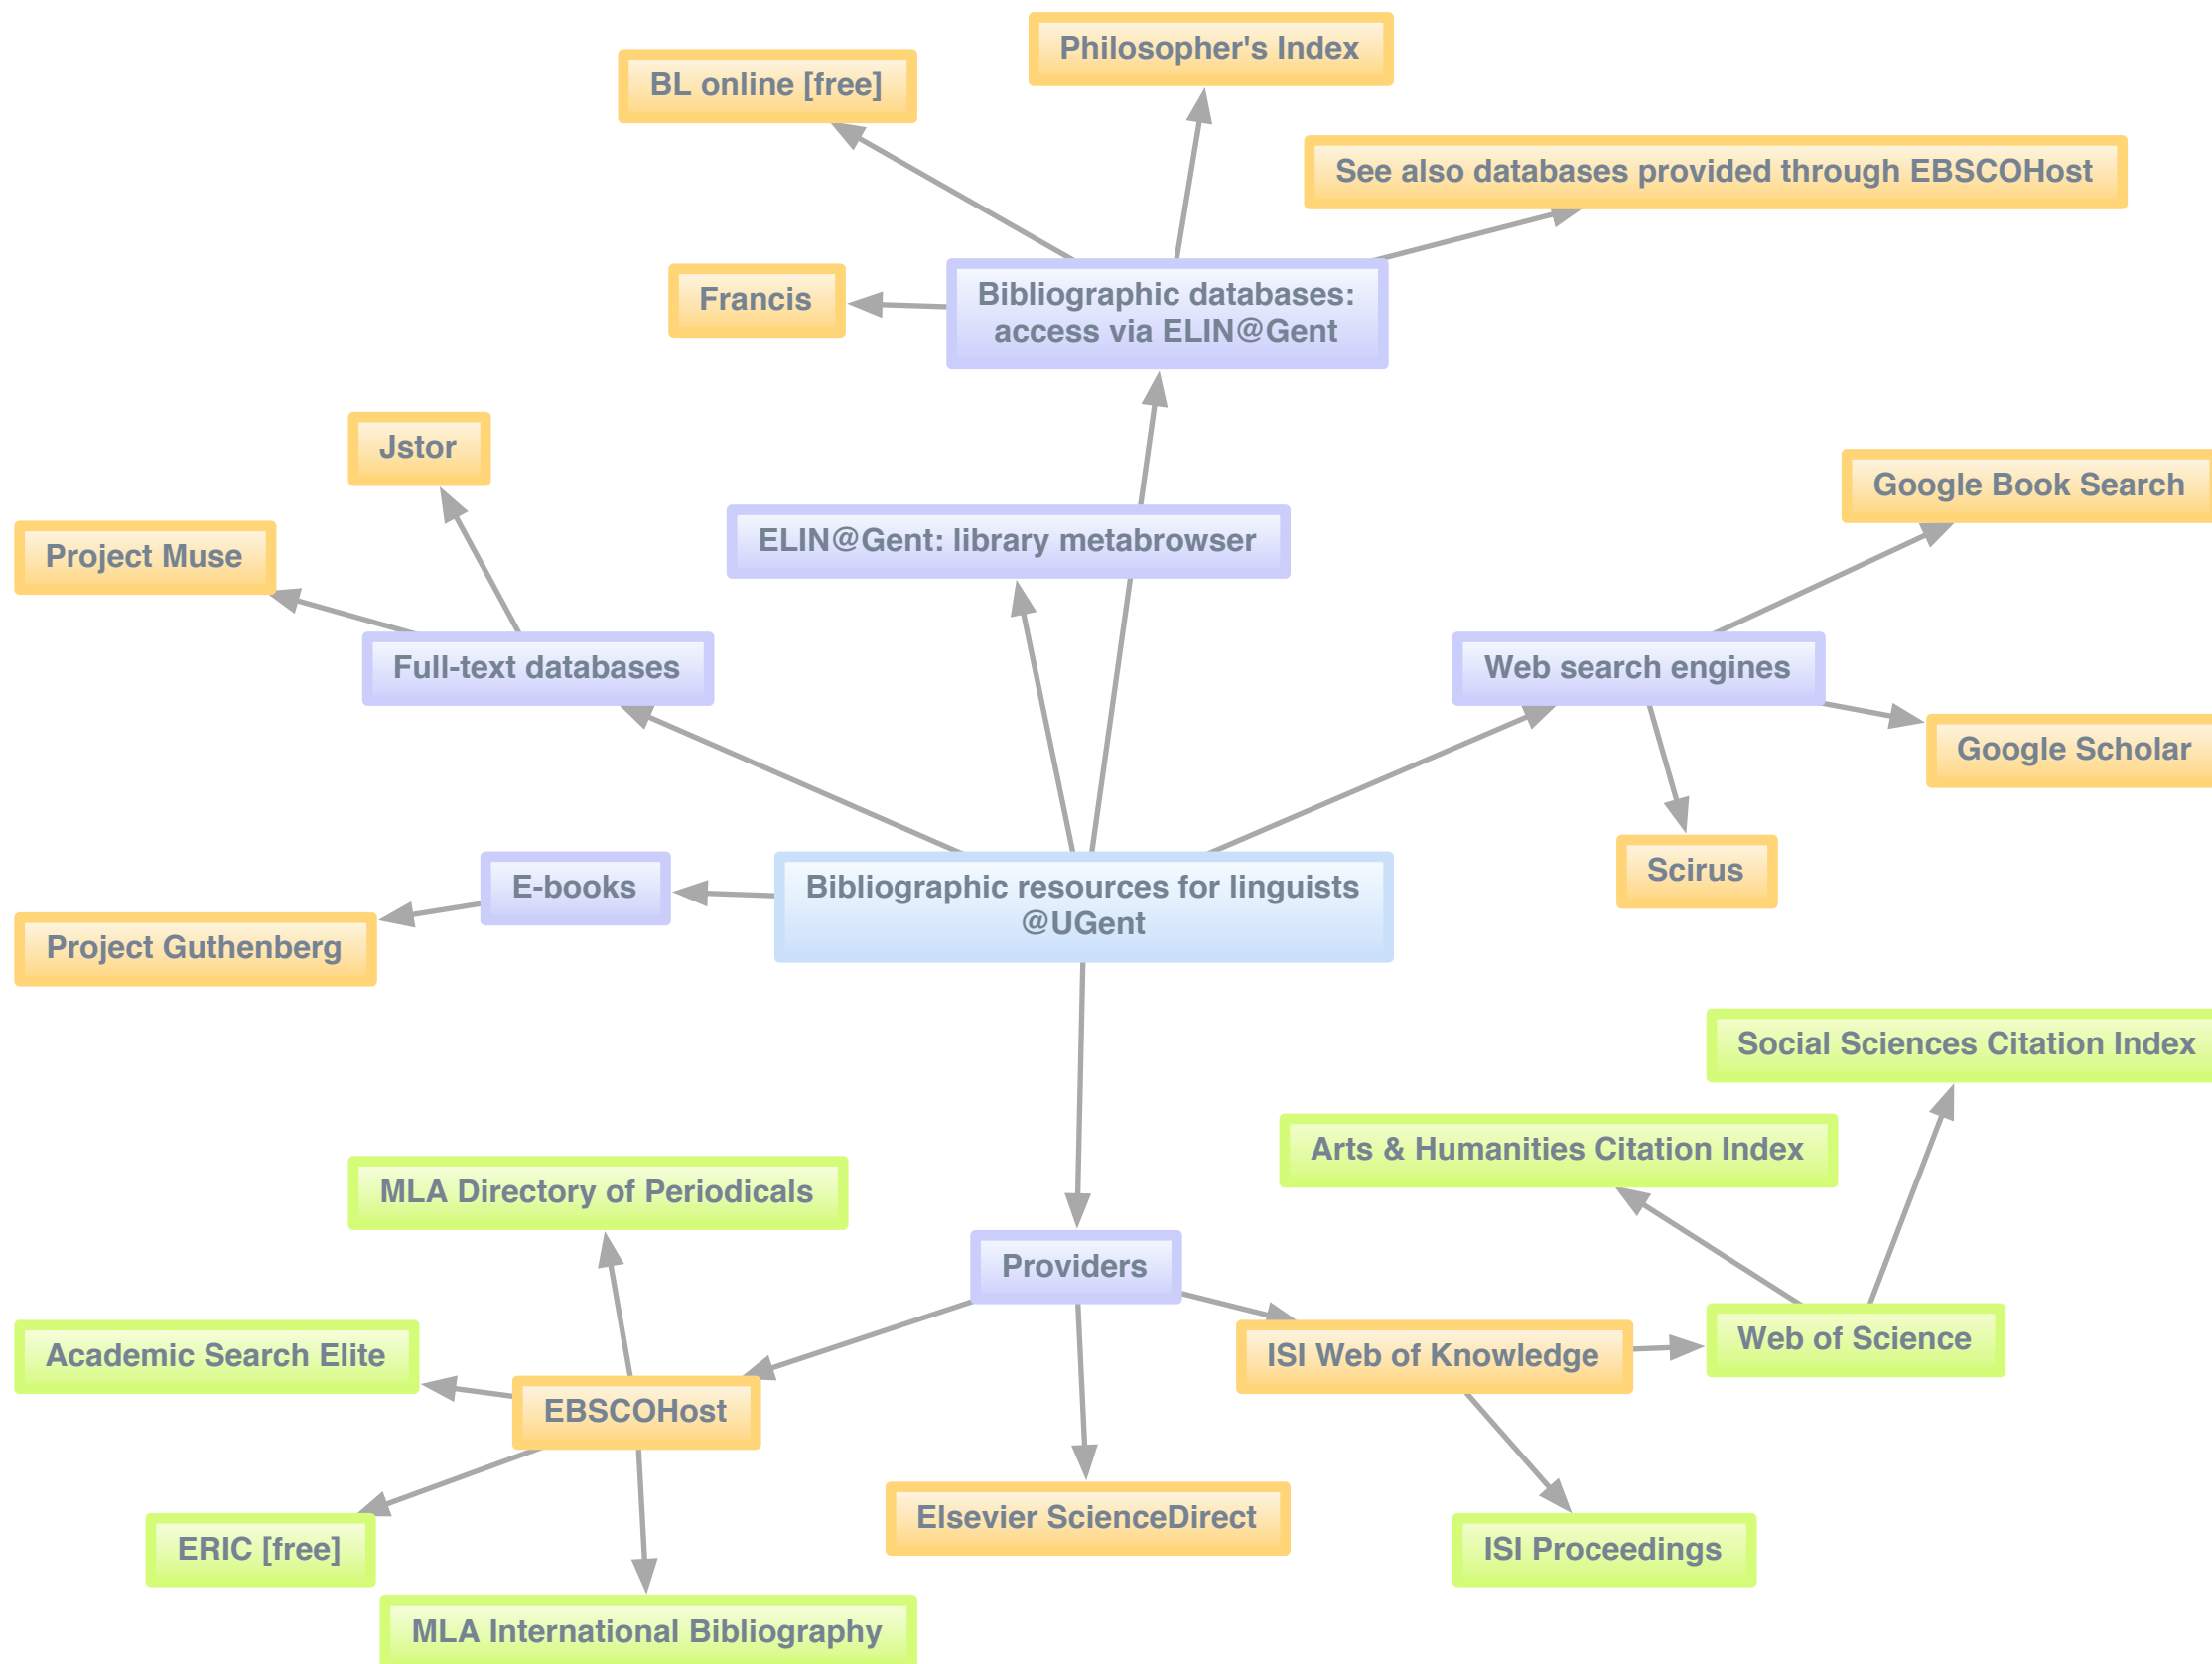 Philosopher's Index
BL online [free]
See also databases provided through EBSCOHost
Francis
Bibliographic databases:
access via ELIN@Gent
Jstor
Google Book Search
Project Muse
ELIN@Gent: library metabrowser
Full-text databases
Web search engines
Google Scholar
Scirus
E-books
Bibliographic resources for linguists
@UGent
Project Guthenberg
Social Sciences Citation Index
Arts & Humanities Citation Index
MLA Directory of Periodicals
Providers
Academic Search Elite
ISI Web of Knowledge
Web of Science
EBSCOHost
Elsevier ScienceDirect
ERIC [free]
ISI Proceedings
MLA International Bibliography